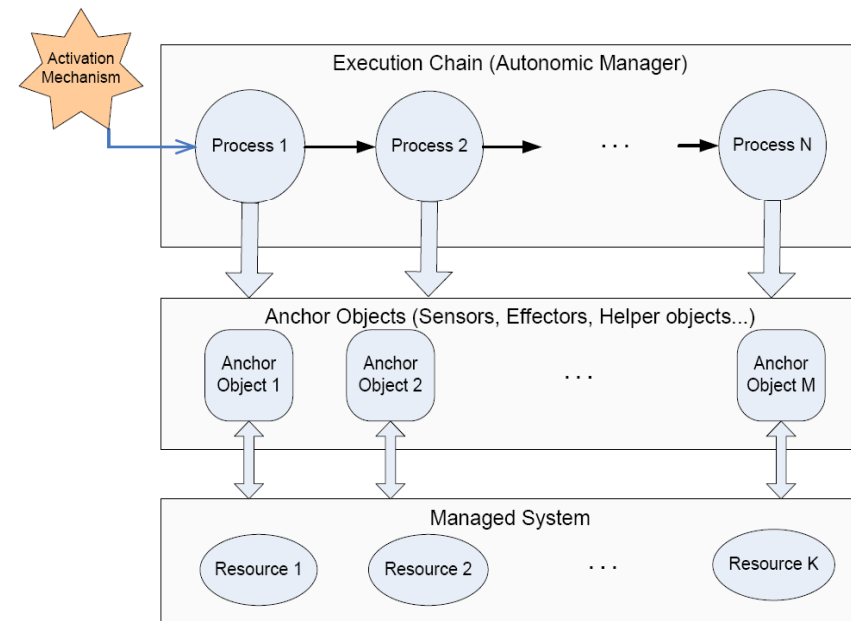 Activation
Mechanism
Execution Chain (Autonomic Manager)
Process 1
Process 2
. . .
Process N
Anchor Objects (Sensors, Effectors, Helper objects...)
Anchor
Object 1
Anchor
Object 2
. . .
Anchor
Object M
Managed System
Resource 1
Resource 2
. . .
Resource K